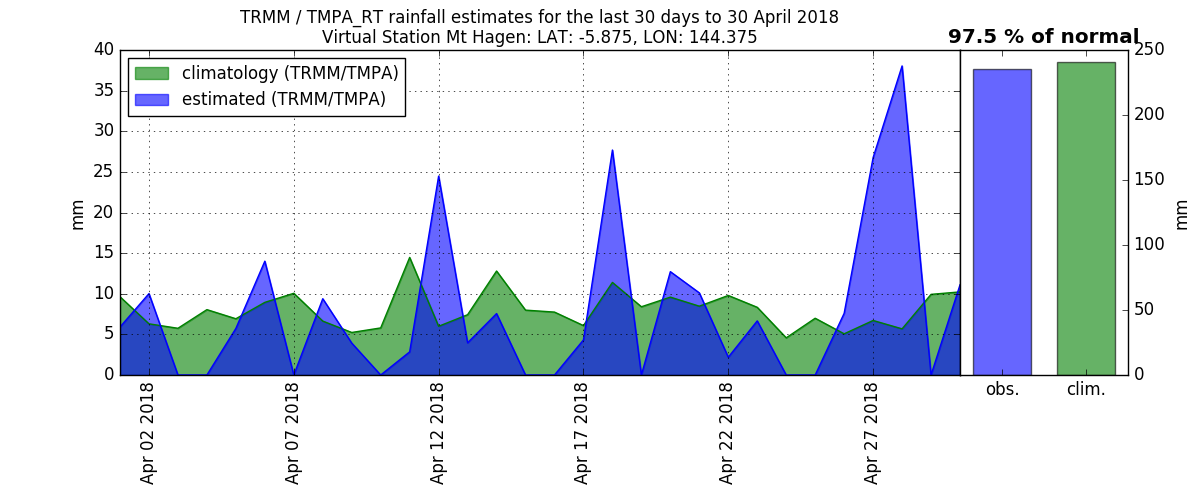 TRMM / TMPA_RT rainfall estimates for the last 30 days to 30 April 2018
Virtual Station Mt Hagen: LAT: -5.875, LON: 144.375
97.5 % of normal
climatology (TRMM/TMPA)
estimated (TRMM/TMPA)
40
35
30
25
20
15
10
5
0
mm
Apr 02 2018
Apr 07 2018
Apr 12 2018
Apr 17 2018
Apr 22 2018
Apr 27 2018
obs.
clim.
250
200
150
100
50
0
mm